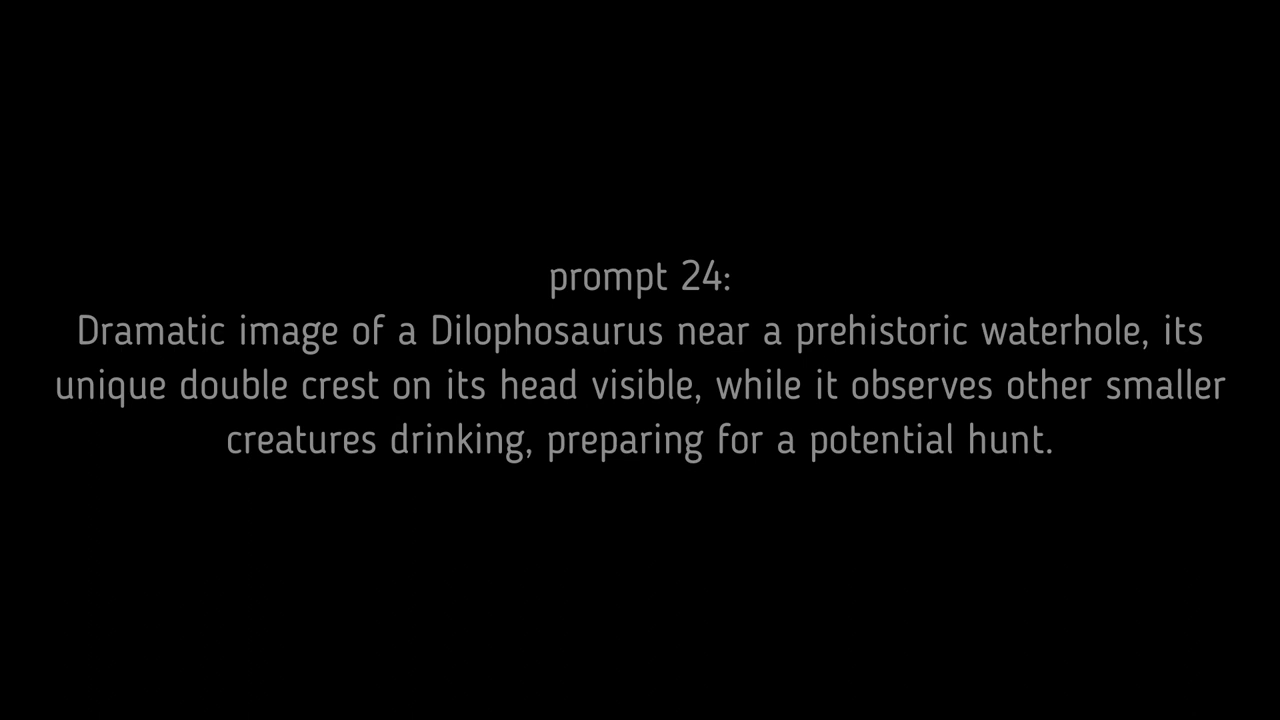 prompt 24:
Dramatic image of a Dilophosaurus near a prehistoric waterhole, its
unique double crest on its head visible, while it observes other smaller
creatures drinking, preparing for a potential hunt.